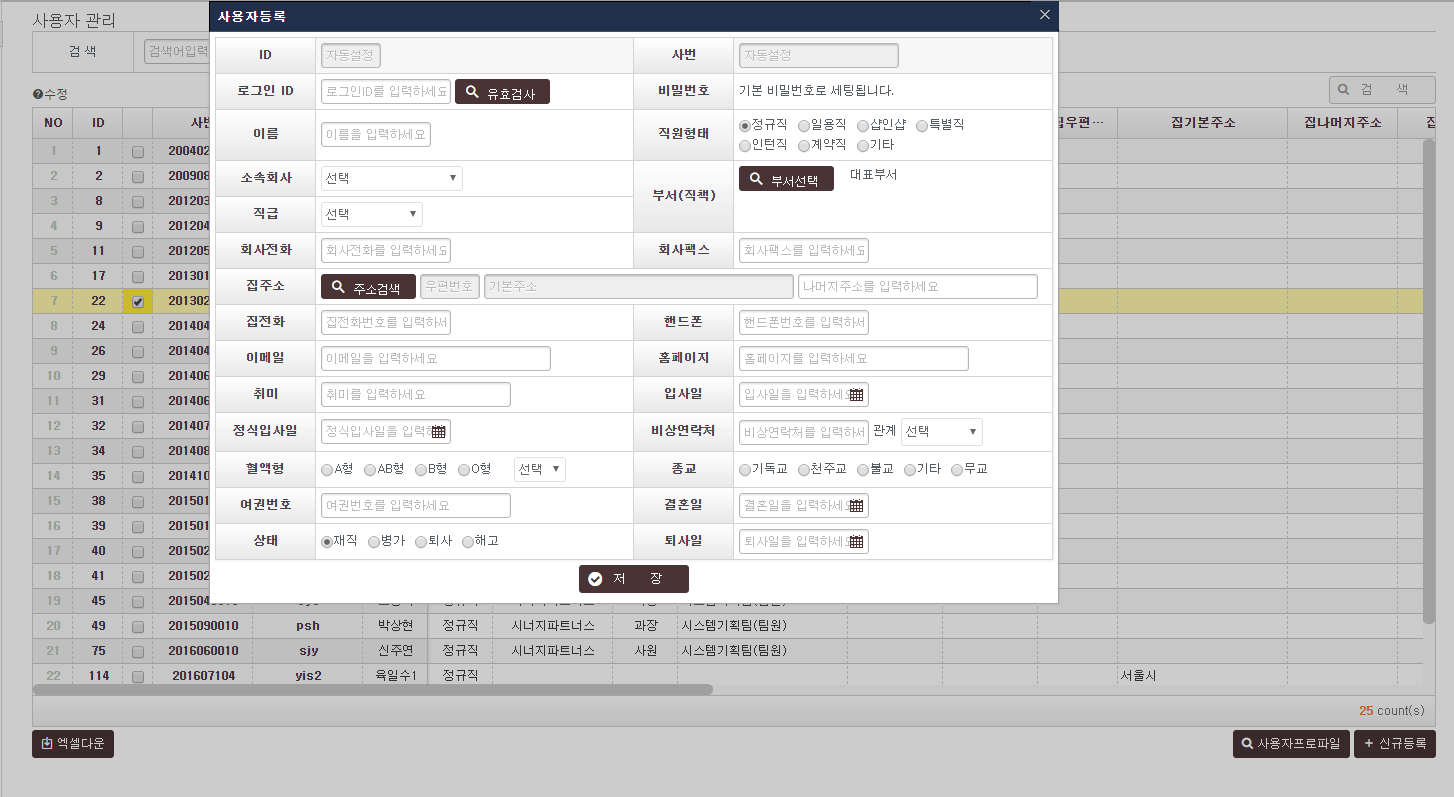 사용자 관리
사용자등록
검 색
검색어입력
수정
검 색
ID 자동설정 사번 자동설정
로그인 ID 로그인ID를 입력하세요 유효검사 비밀번호 기본 비밀번호로 세팅됩니다.
이름 이름을 입력하세요 직원형태 정규직 일용직 샵인샵 특별직
인턴직 계약직 기타
소속회사 선택 부서(직책) 부서선택 대표부서
직급 선택
회사전화 회사전화를 입력하세요 회사팩스 회사팩스를 입력하세요
집주소 주소검색 우편번호 기본주소 나머지주소를 입력하세요
집전화 집전화번호를 입력하세 핸드폰 핸드폰번호를 입력하세
이메일 이메일을 입력하세요 홈페이지 홈페이지를 입력하세요
취미 취미를 입력하세요 입사일 입사일을 입력하세
정식입사일 정식입사일을 입력 비상연락처 비상연락처를 입력하세 관계 선택
혈액형 A형 AB형 B형 O형 선택 종교 기독교 천주교 불교 기타 무교
여권번호 여권번호를 입력하세요 결혼일 결혼일을 입력하세
상태 재직 병가 퇴사 해고 퇴사일 퇴사일을 입력하세
저 장
NO ID 사번 집우편… 집기본주소 집나머지주소 집
1 1 200402
2 2 200908
3 8 201203
4 9 201204
5 11 201205
6 17 201301
7 22 201302
8 24 201404
9 26 201404
10 29 201406
11 31 201406
12 32 201407
13 34 201408
14 35 201410
15 38 201501
16 39 201501
17 40 201502
18 41 201502
19 45
20 49 2015090010 psh 박상현 정규직 시너지파트너스 과장 시스템기획팀(팀원)
21 75 2016060010 sjy 신주연 정규직 시너지파트너스 사원 시스템기획팀(팀원)
22 114 201607104 yis2 육일수1 정규직 서울시
25 count(s)
엑셀다운
사용자프로파일
+ 신규등록